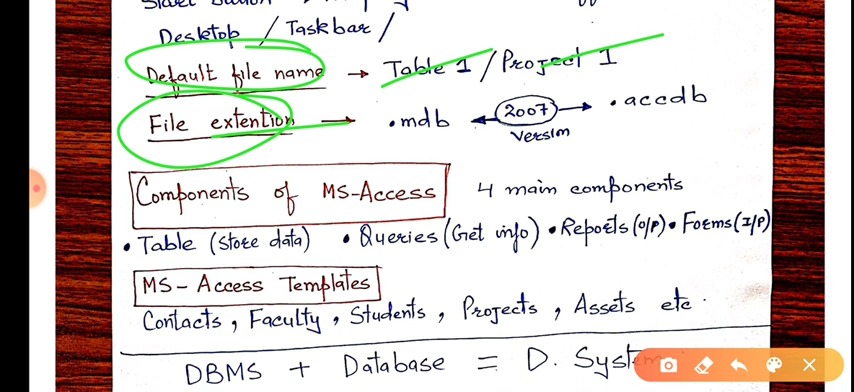 Desktop / Taskbar /
Default file name → Table 1 / Project 1
File extention → .mdb ← 2007 → .accdb
Version
Components of MS-Access 4 main components
• Table (Store data) • Queries (Get info) • Reports (O/P) • Forms (I/P)
MS-Access Templates
Contacts, Faculty, Students, Projects, Assets etc.
DBMS + Database = D. System